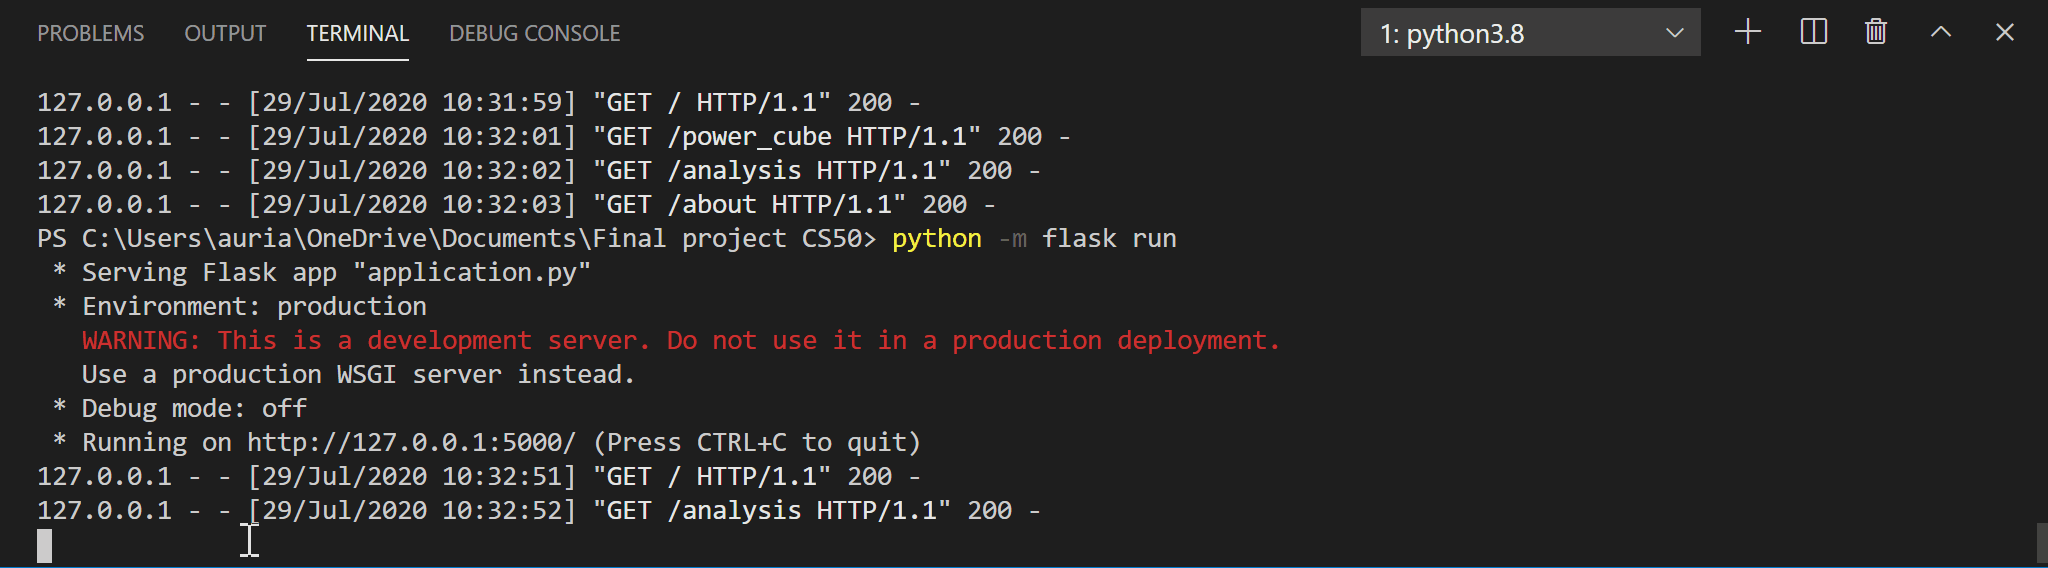 PROBLEMS OUTPUT TERMINAL DEBUG CONSOLE 1: python3.8
127.0.0.1 - - [29/Jul/2020 10:31:59] "GET / HTTP/1.1" 200 -
127.0.0.1 - - [29/Jul/2020 10:32:01] "GET /power_cube HTTP/1.1" 200 -
127.0.0.1 - - [29/Jul/2020 10:32:02] "GET /analysis HTTP/1.1" 200 -
127.0.0.1 - - [29/Jul/2020 10:32:03] "GET /about HTTP/1.1" 200 -
PS C:\Users\auria\OneDrive\Documents\Final project CS50> python -m flask run
 * Serving Flask app "application.py"
 * Environment: production
   WARNING: This is a development server. Do not use it in a production deployment.
   Use a production WSGI server instead.
 * Debug mode: off
 * Running on http://127.0.0.1:5000/ (Press CTRL+C to quit)
127.0.0.1 - - [29/Jul/2020 10:32:51] "GET / HTTP/1.1" 200 -
127.0.0.1 - - [29/Jul/2020 10:32:52] "GET /analysis HTTP/1.1" 200 -